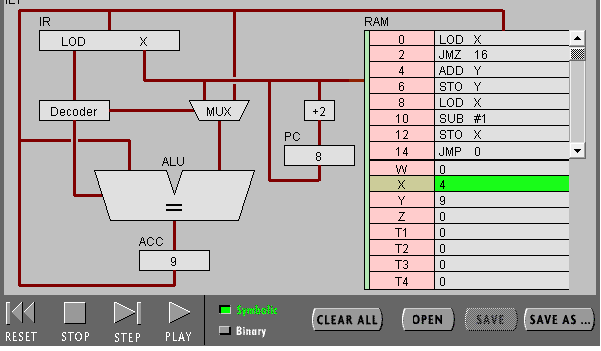 IR
LOD X
Decoder
MUX
+2
PC
8
ALU
=
ACC
9
RAM
0 LOD X
2 JMZ 16
4 ADD Y
6 STO Y
8 LOD X
10 SUB #1
12 STO X
14 JMP 0
W 0
X 4
Y 9
Z 0
T1 0
T2 0
T3 0
T4 0
RESET STOP STEP PLAY
Symbolic
Binary
CLEAR ALL OPEN SAVE SAVE AS ...